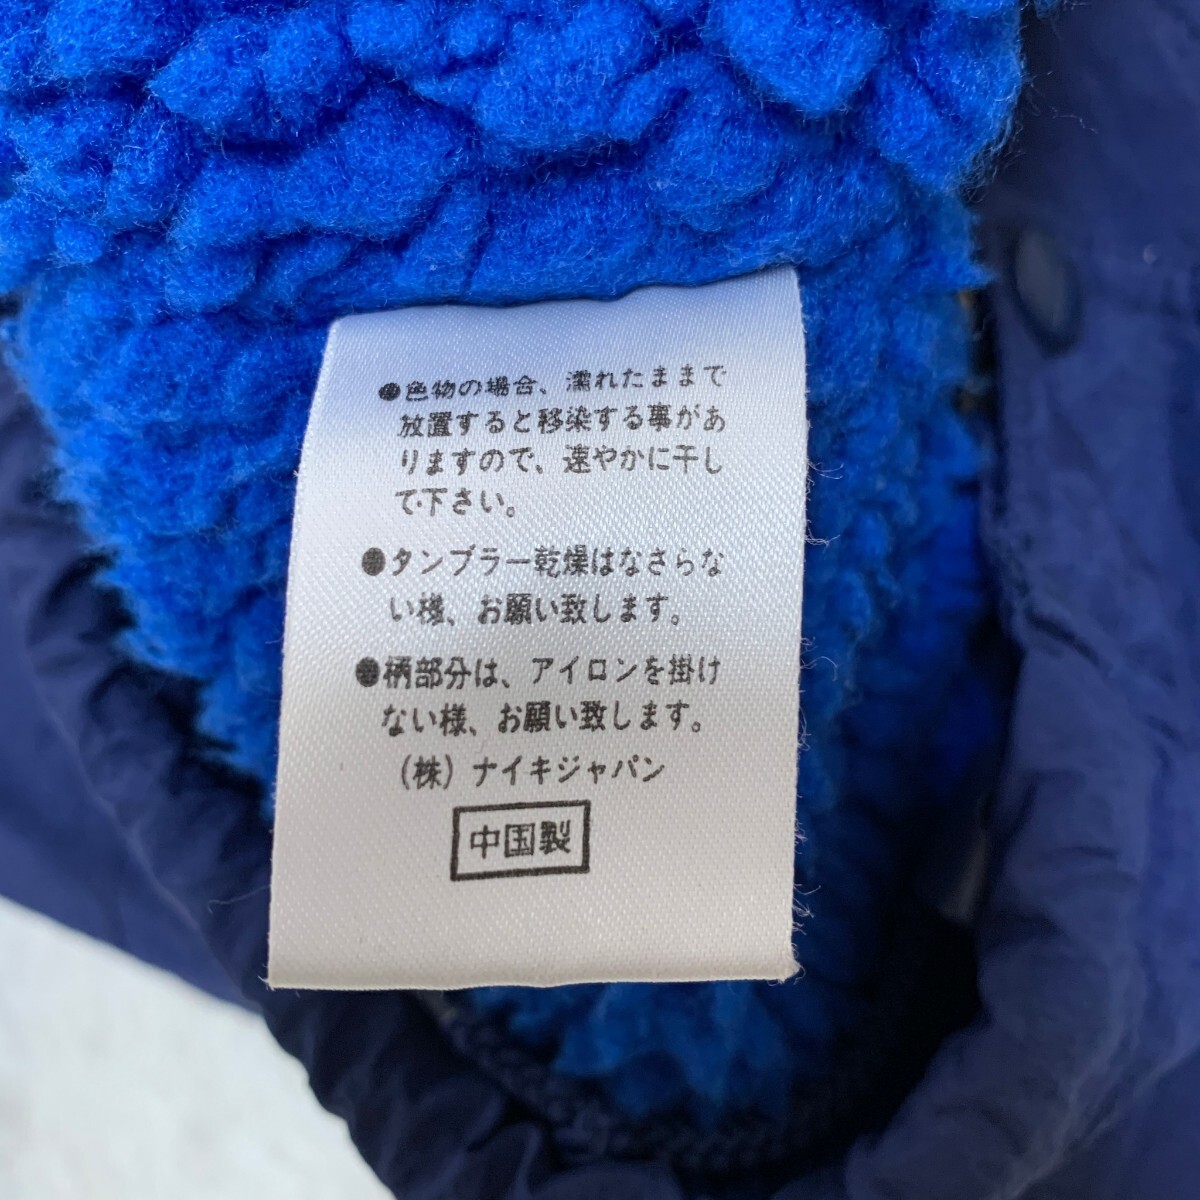 ●色物の場合、濡れたままで
放置すると移染する事があ
りますので、速やかに干し
て下さい。
●タンブラー乾燥はなさらな
い様、お願い致します。
●柄部分は、アイロンを掛け
ない様、お願い致します。
(株) ナイキジャパン
中国製